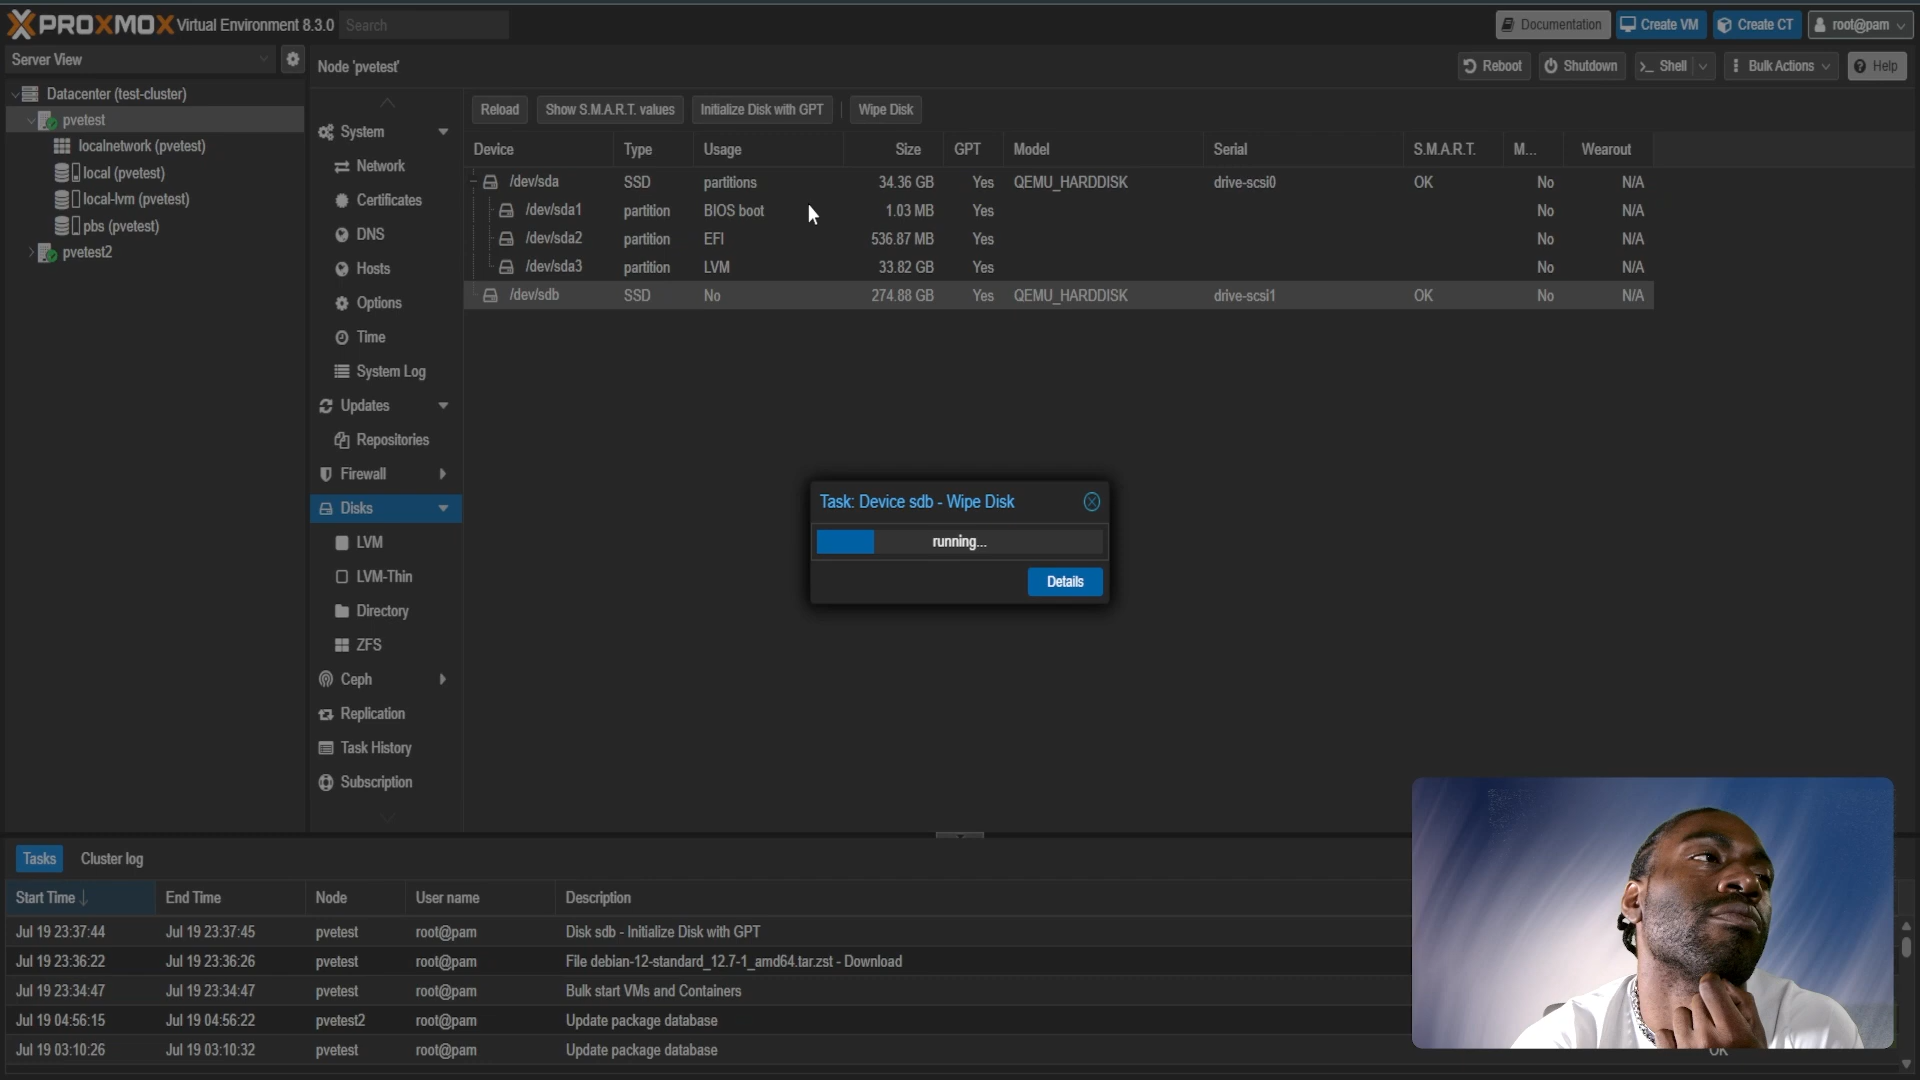 PROXMOX Virtual Environment 8.3.0 Search Documentation Create VM Create CT root@pam
Server View
Node 'pvetest' Reboot Shutdown Shell Bulk Actions Help
Datacenter (test-cluster)
pvetest
localnetwork (pvetest)
local (pvetest)
local-lvm (pvetest)
pbs (pvetest)
pvetest2
System
Network
Certificates
DNS
Hosts
Options
Time
System Log
Updates
Repositories
Firewall
Disks
LVM
LVM-Thin
Directory
ZFS
Ceph
Replication
Task History
Subscription
Reload Show S.M.A.R.T. values Initialize Disk with GPT Wipe Disk
Device Type Usage Size GPT Model Serial S.M.A.R.T. M... Wearout
/dev/sda SSD partitions 34.36 GB Yes QEMU_HARDDISK drive-scsi0 OK No N/A
/dev/sda1 partition BIOS boot 1.03 MB Yes No N/A
/dev/sda2 partition EFI 536.87 MB Yes No N/A
/dev/sda3 partition LVM 33.82 GB Yes No N/A
/dev/sdb SSD No 274.88 GB Yes QEMU_HARDDISK drive-scsi1 OK No N/A
Task: Device sdb - Wipe Disk
running...
Details
Tasks Cluster log
Start Time End Time Node User name Description
Jul 19 23:37:44 Jul 19 23:37:45 pvetest root@pam Disk sdb - Initialize Disk with GPT
Jul 19 23:36:22 Jul 19 23:36:26 pvetest root@pam File debian-12-standard_12.7-1_amd64.tar.zst - Download
Jul 19 23:34:47 Jul 19 23:34:47 pvetest root@pam Bulk start VMs and Containers
Jul 19 04:56:15 Jul 19 04:56:22 pvetest2 root@pam Update package database
Jul 19 03:10:26 Jul 19 03:10:32 pvetest root@pam Update package database OK